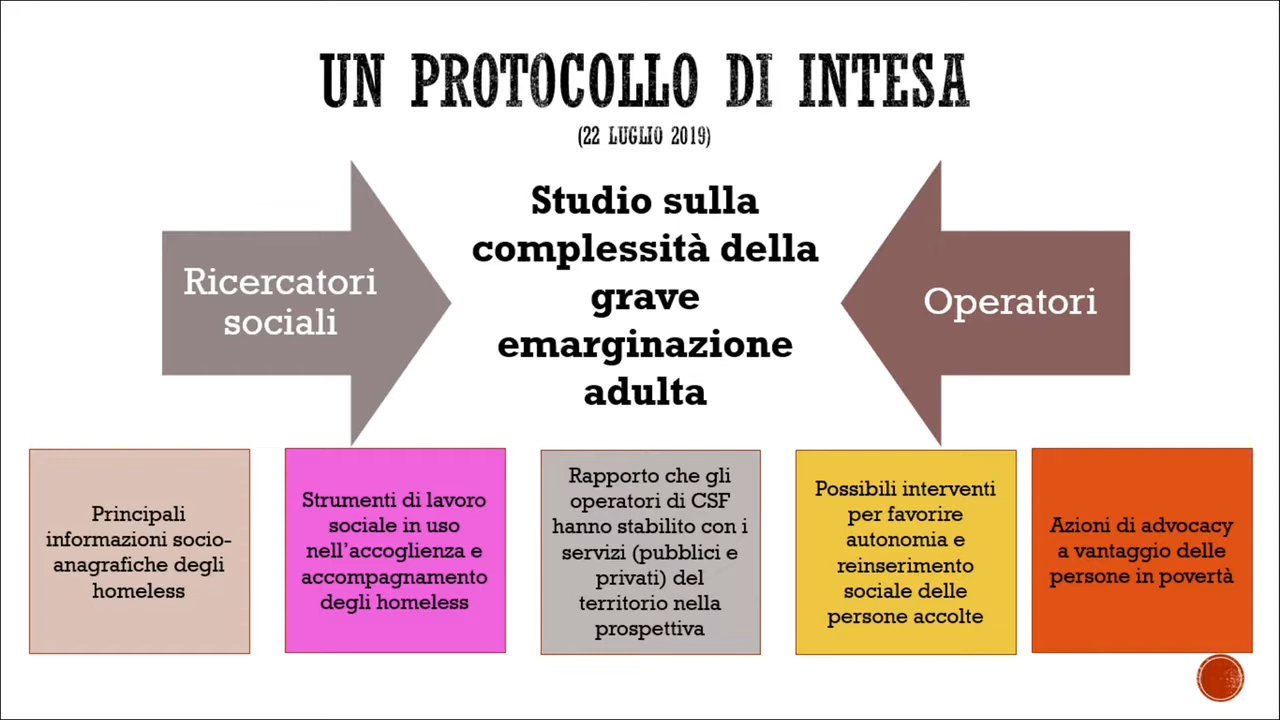 UN PROTOCOLLO DI INTESA
(22 LUGLIO 2019)
Ricercatori
sociali
Studio sulla
complessità della
grave
emarginazione
adulta
Operatori
Principali
informazioni socio-
anagrafiche degli
homeless
Strumenti di lavoro
sociale in uso
nell'accoglienza e
accompagnamento
degli homeless
Rapporto che gli
operatori di CSF
hanno stabilito con i
servizi (pubblici e
privati) del
territorio nella
prospettiva
Possibili interventi
per favorire
autonomia e
reinserimento
sociale delle
persone accolte
Azioni di advocacy
a vantaggio delle
persone in povertà